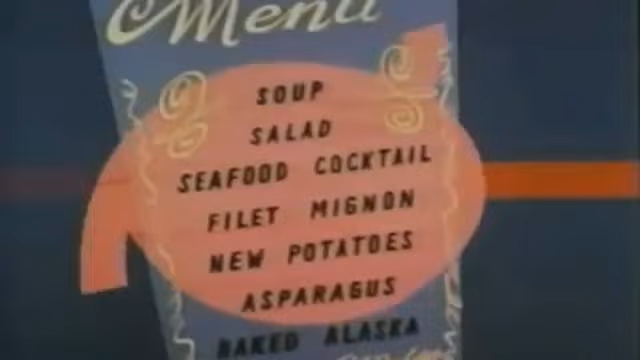 Menu
SOUP
SALAD
SEAFOOD COCKTAIL
FILET MIGNON
NEW POTATOES
ASPARAGUS
BAKED ALASKA